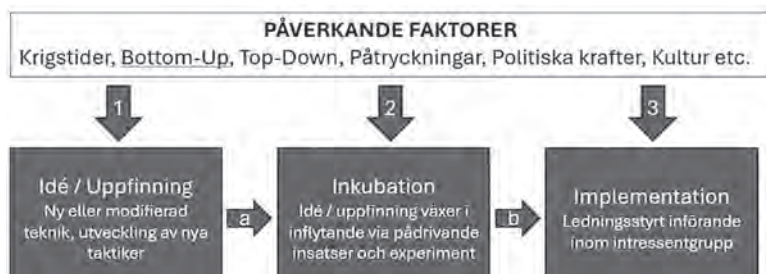 PÅVERKANDE FAKTORER
Krigstider, Bottom-Up, Top-Down, Påtryckningar, Politiska krafter, Kultur etc.
1
2
3
Idé / Uppfinning
Ny eller modifierad
teknik, utveckling av nya
taktiker
a
Inkubation
Idé / uppfinning växer i
inflytande via pådrivande
insatser och experiment
b
Implementation
Ledningsstyrt införande
inom intressentgrupp